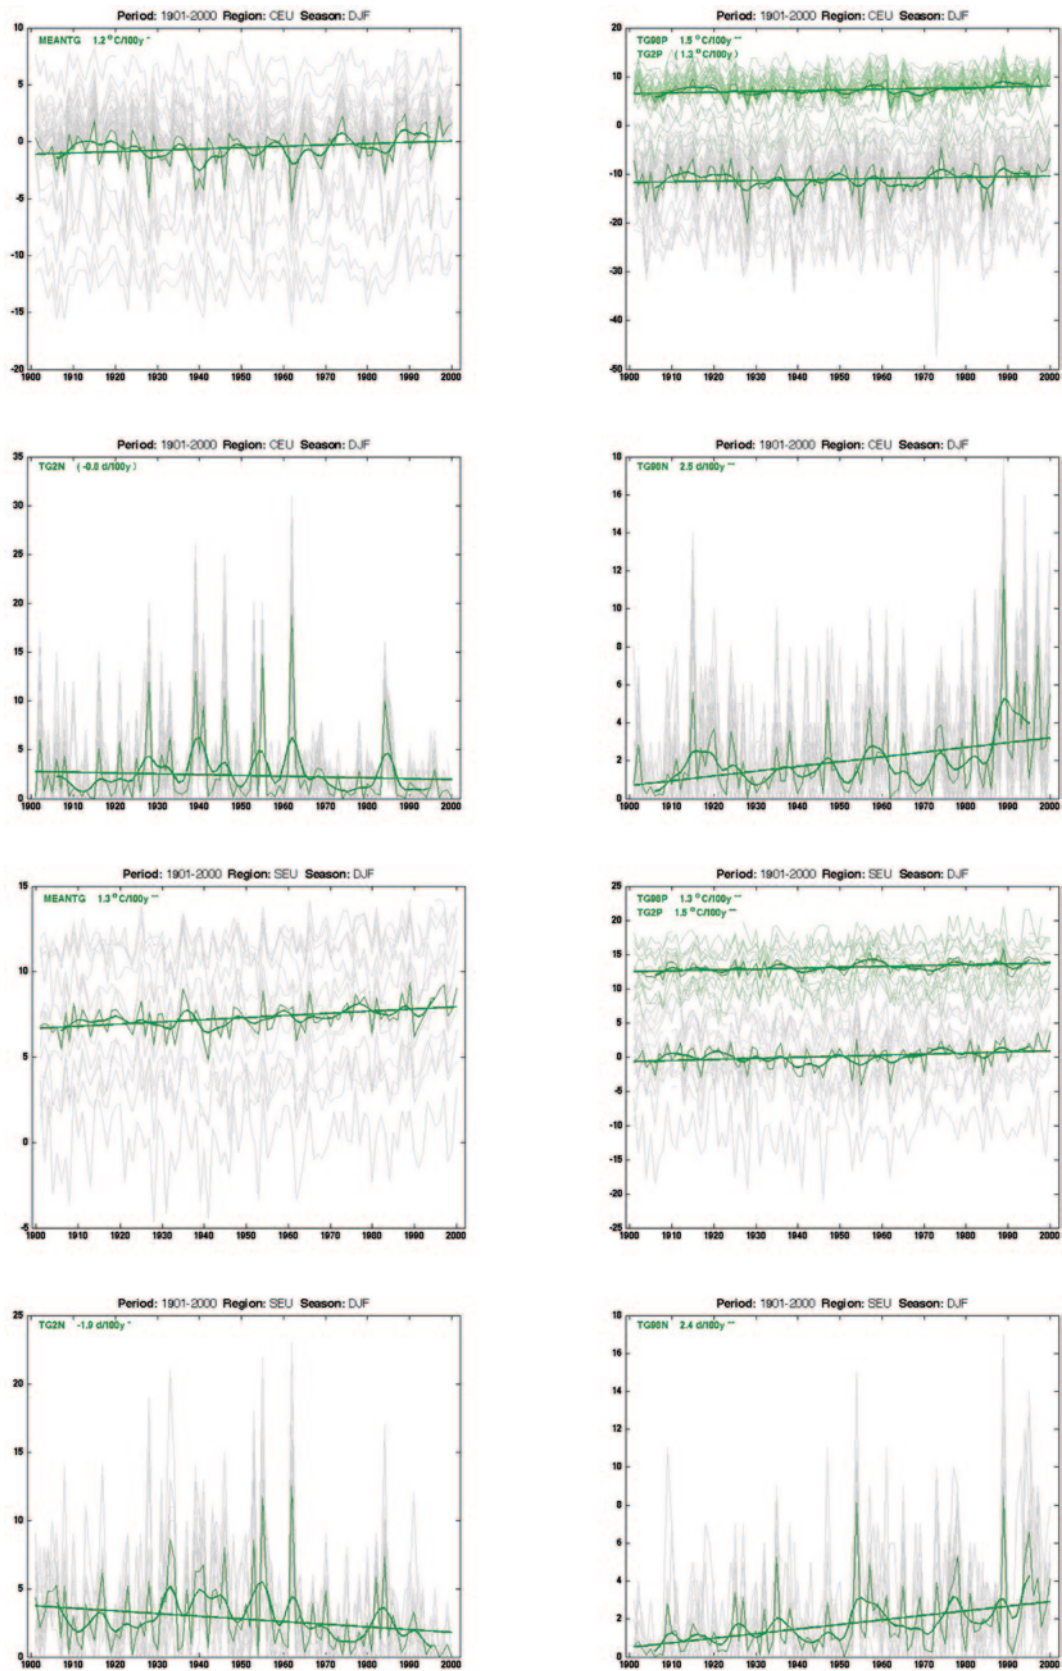 Period: 1901-2000 Region: CEU Season: DJF
MEANTG 1.2 °C/100y *
10
5
0
-5
-10
-15
-20
1900 1910 1920 1930 1940 1950 1960 1970 1980 1990 2000
Period: 1901-2000 Region: CEU Season: DJF
TG98P 1.5 °C/100y **
TG2P ( 1.3 °C/100y )
20
10
0
-10
-20
-30
-40
-50
1900 1910 1920 1930 1940 1950 1960 1970 1980 1990 2000
Period: 1901-2000 Region: CEU Season: DJF
TG2N ( -0.8 d/100y )
35
30
25
20
15
10
5
0
1900 1910 1920 1930 1940 1950 1960 1970 1980 1990 2000
Period: 1901-2000 Region: CEU Season: DJF
TG98N 2.5 d/100y **
18
16
14
12
10
8
6
4
2
0
1900 1910 1920 1930 1940 1950 1960 1970 1980 1990 2000
Period: 1901-2000 Region: SEU Season: DJF
MEANTG 1.3 °C/100y **
15
10
5
0
-5
1900 1910 1920 1930 1940 1950 1960 1970 1980 1990 2000
Period: 1901-2000 Region: SEU Season: DJF
TG98P 1.3 °C/100y **
TG2P 1.5 °C/100y **
25
20
15
10
5
0
-5
-10
-15
-20
-25
1900 1910 1920 1930 1940 1950 1960 1970 1980 1990 2000
Period: 1901-2000 Region: SEU Season: DJF
TG2N -1.9 d/100y *
25
20
15
10
5
0
1900 1910 1920 1930 1940 1950 1960 1970 1980 1990 2000
Period: 1901-2000 Region: SEU Season: DJF
TG98N 2.4 d/100y **
18
16
14
12
10
8
6
4
2
0
1900 1910 1920 1930 1940 1950 1960 1970 1980 1990 2000